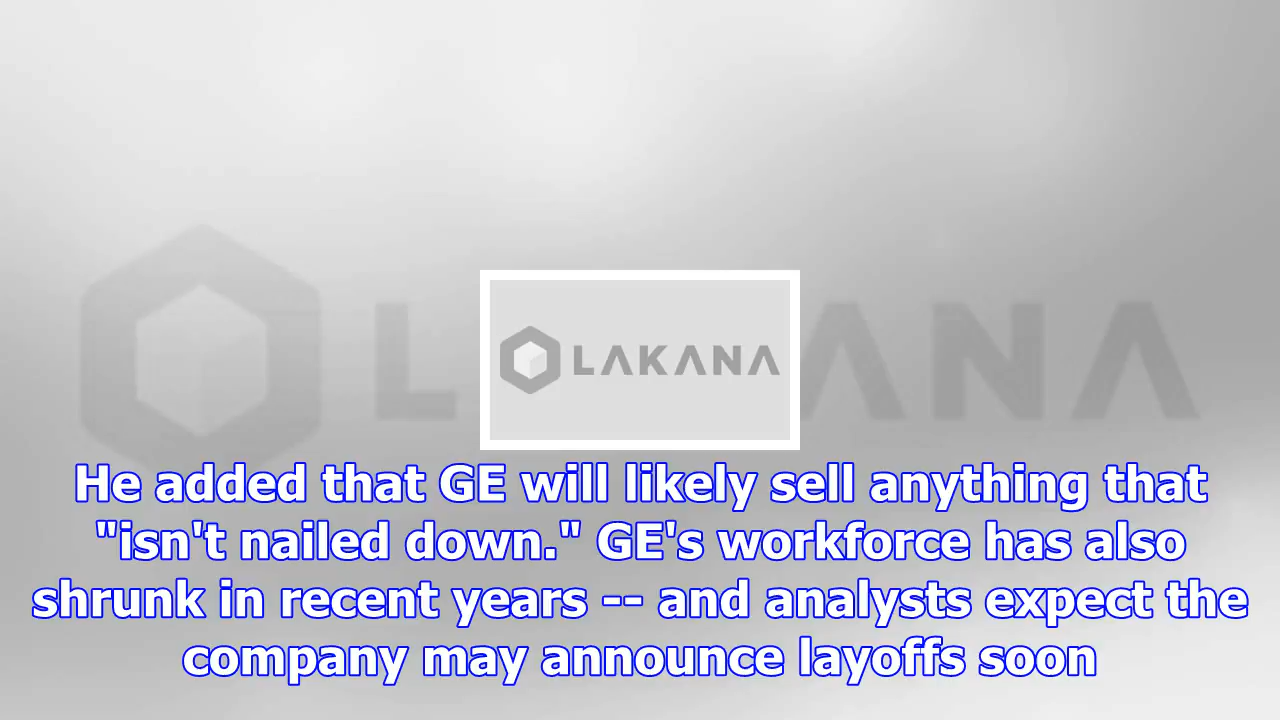 LAKANA
LAKANA
He added that GE will likely sell anything that
"isn't nailed down." GE's workforce has also
shrunk in recent years -- and analysts expect the
company may announce layoffs soon